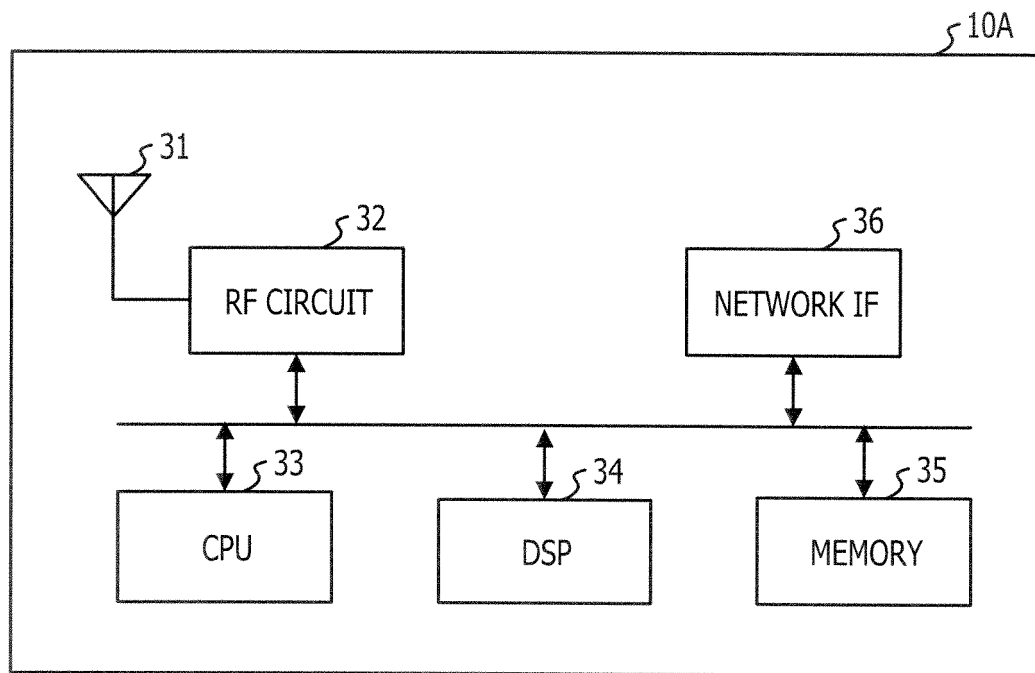 10A
31
32
36
RF CIRCUIT
NETWORK IF
33
34
35
CPU
DSP
MEMORY